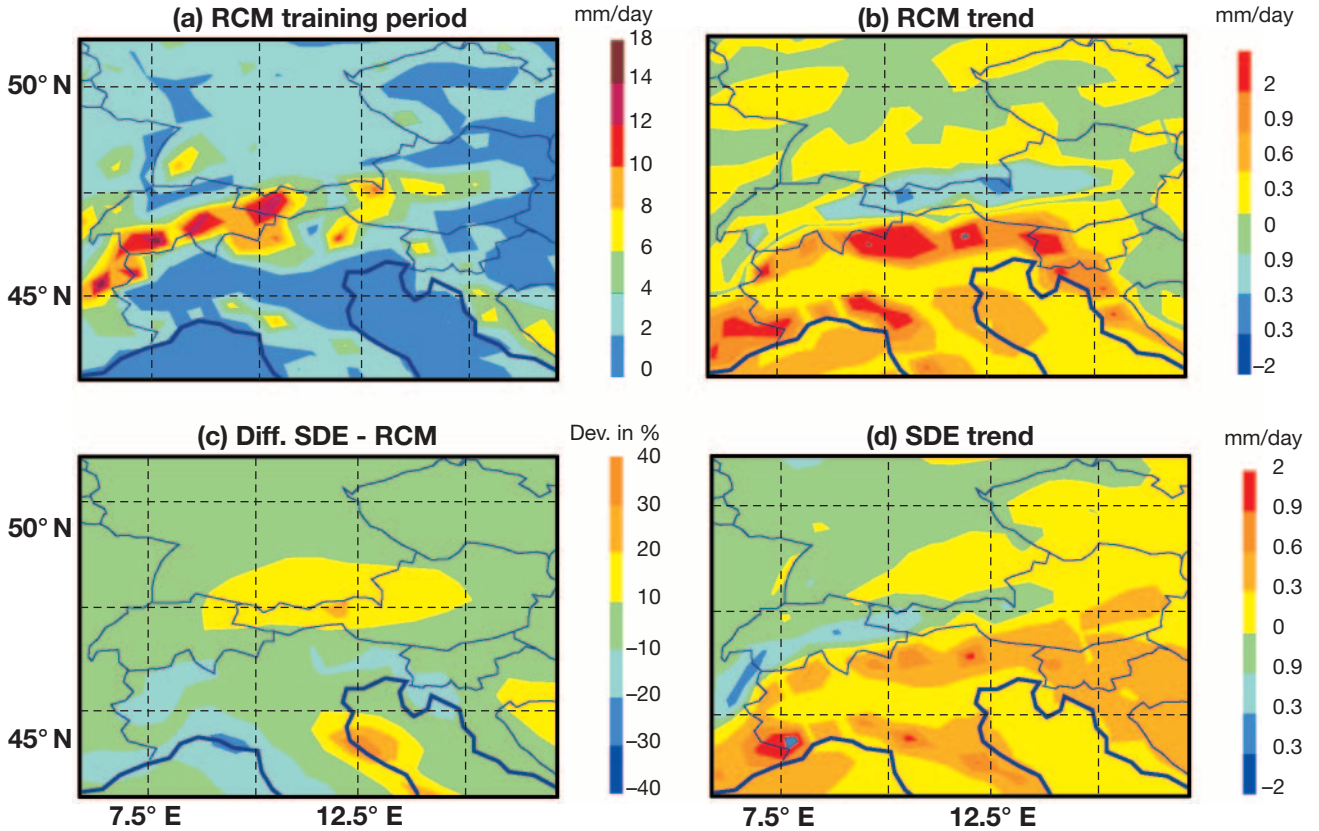 (a) RCM training period
mm/day
18
14
12
10
8
6
4
2
0
50° N
45° N
(b) RCM trend
mm/day
2
0.9
0.6
0.3
0
0.9
0.3
0.3
–2
(c) Diff. SDE - RCM
Dev. in %
40
30
20
10
–10
–20
–30
–40
50° N
45° N
7.5° E
12.5° E
(d) SDE trend
mm/day
2
0.9
0.6
0.3
0
0.9
0.3
0.3
–2
7.5° E
12.5° E